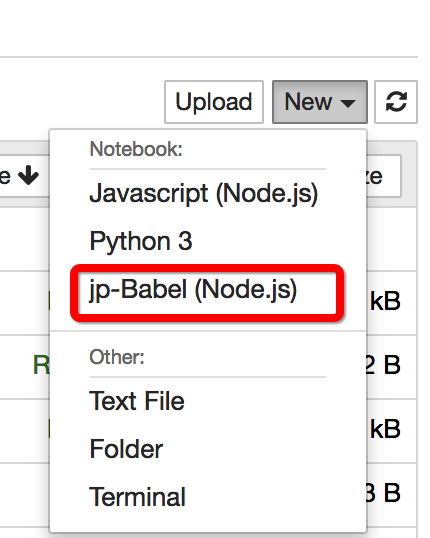 Upload New
Notebook:
e ze
Javascript (Node.js)
Python 3
jp-Babel (Node.js)
kB
Other:
R 2 B
Text File
kB
Folder
Terminal
3 B